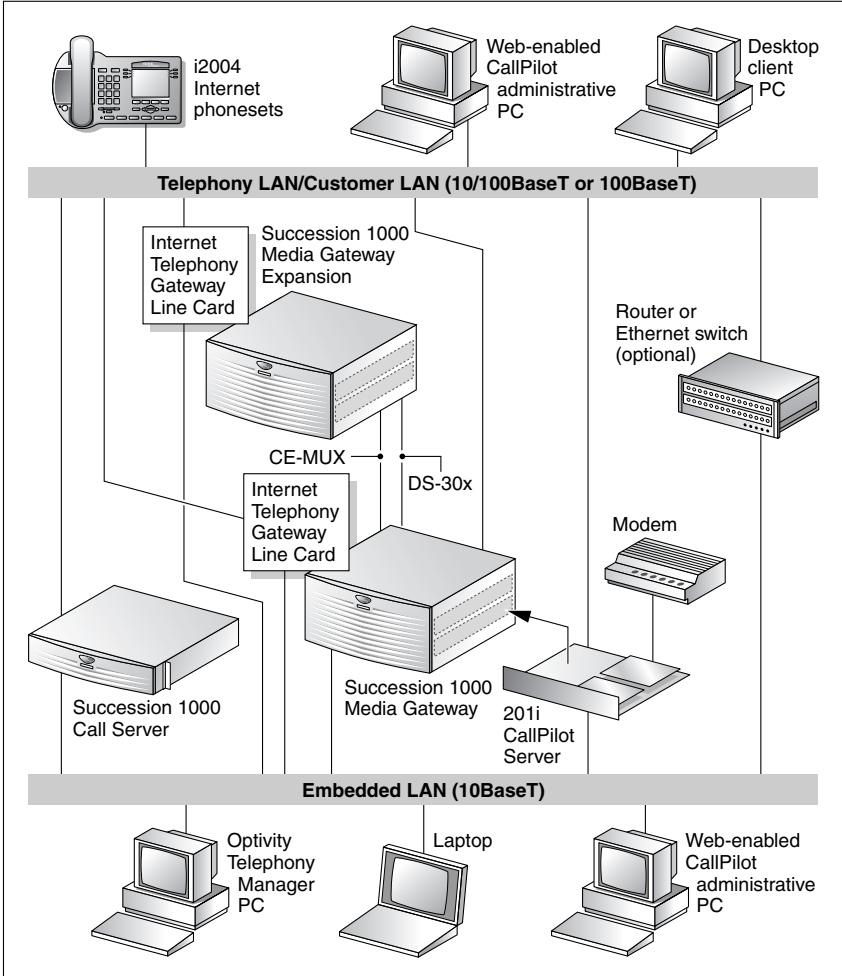 i2004
Internet
phonesets
Web-enabled
CallPilot
administrative
PC
Desktop
client
PC
Telephony LAN/Customer LAN (10/100BaseT or 100BaseT)
Internet
Telephony
Gateway
Line Card
Succession 1000
Media Gateway
Expansion
Router or
Ethernet switch
(optional)
CE-MUX
DS-30x
Internet
Telephony
Gateway
Line Card
Modem
Succession 1000
Call Server
Succession 1000
Media Gateway
201i
CallPilot
Server
Embedded LAN (10BaseT)
Optivity
Telephony
Manager
PC
Laptop
Web-enabled
CallPilot
administrative
PC